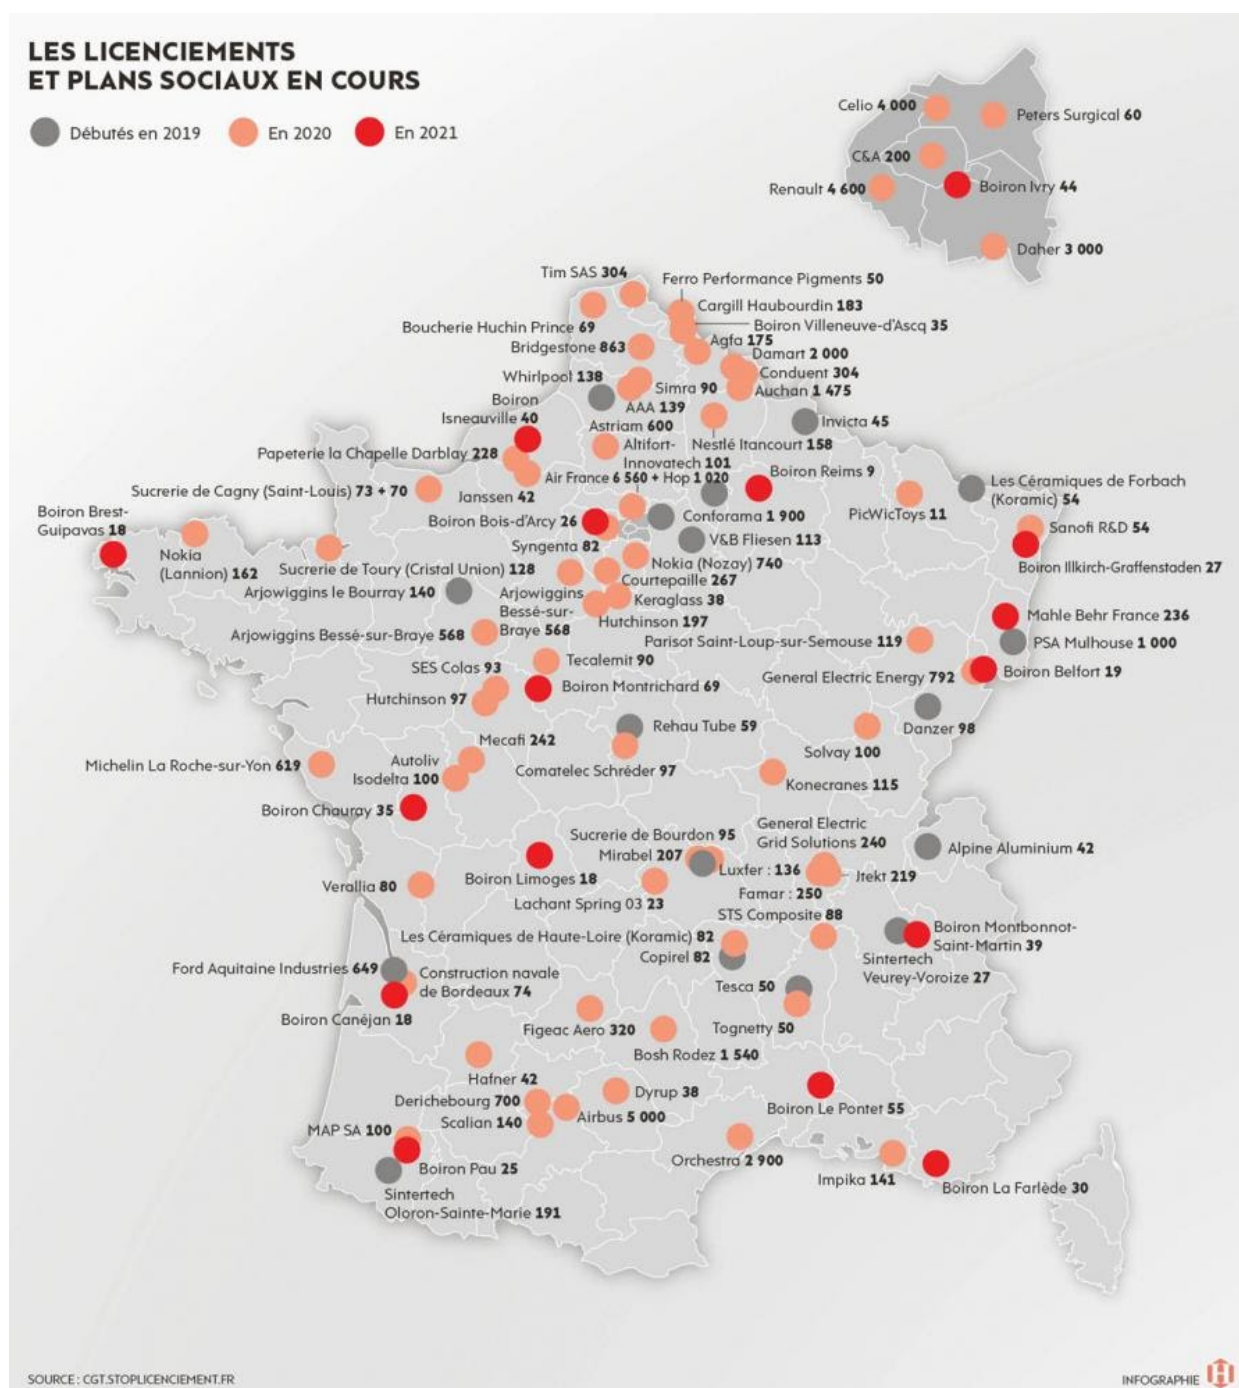 LES LICENCIEMENTS
ET PLANS SOCIAUX EN COURS
Débutés en 2019
En 2020
En 2021
Celio 4 000
Peters Surgical 60
C&A 200
Renault 4 600
Boiron Ivry 44
Daher 3 000
Tim SAS 304
Ferro Performance Pigments 50
Cargill Haubourdin 183
Boucherie Huchin Prince 69
Boiron Villeneuve-d'Ascq 35
Bridgestone 863
Agfa 175
Damart 2 000
Whirlpool 138
Conduent 304
Simra 90
Auchan 1 475
Boiron
Isneauville 40
AAA 139
Astriam 600
Invicta 45
Altifort-
Innovatech 101
Nestlé Itancourt 158
Papeterie la Chapelle Darblay 228
Air France 6 560 + Hop 1 020
Boiron Reims 9
Sucrerie de Cagny (Saint-Louis) 73 + 70
Janssen 42
Les Céramiques de Forbach
(Koramic) 54
Boiron Brest-
Guipavas 18
Boiron Bois-d'Arcy 26
Conforama 1 900
PicWicToys 11
Sanofi R&D 54
Syngenta 82
V&B Fliesen 113
Nokia
(Lannion) 162
Sucrerie de Toury (Cristal Union) 128
Nokia (Nozay) 740
Boiron Illkirch-Graffenstaden 27
Courtepaille 267
Arjowiggins le Bourray 140
Arjowiggins
Bessé-sur-
Braye 568
Keraglass 38
Hutchinson 197
Mahle Behr France 236
Arjowiggins Bessé-sur-Braye 568
Parisot Saint-Loup-sur-Semouse 119
PSA Mulhouse 1 000
SES Colas 93
Tecalemit 90
General Electric Energy 792
Boiron Belfort 19
Hutchinson 97
Boiron Montrichard 69
Rehau Tube 59
Danzer 98
Mecafi 242
Solvay 100
Michelin La Roche-sur-Yon 619
Autoliv
Isodelta 100
Comatelec Schréder 97
Konecranes 115
Boiron Chauray 35
Sucrerie de Bourdon 95
General Electric
Grid Solutions 240
Mirabel 207
Alpine Aluminium 42
Luxfer : 136
Jtekt 219
Boiron Limoges 18
Verallia 80
Famar : 250
Lachant Spring 03 23
STS Composite 88
Les Céramiques de Haute-Loire (Koramic) 82
Boiron Montbonnot-
Saint-Martin 39
Copirel 82
Sintertech
Veurey-Voroize 27
Ford Aquitaine Industries 649
Construction navale
de Bordeaux 74
Tesca 50
Boiron Canéjan 18
Figeac Aero 320
Tognetty 50
Bosh Rodez 1 540
Hafner 42
Dyrup 38
Derichebourg 700
Boiron Le Pontet 55
Scalian 140
Airbus 5 000
MAP SA 100
Orchestra 2 900
Boiron Pau 25
Impika 141
Boiron La Farlède 30
Sintertech
Oloron-Sainte-Marie 191
SOURCE : CGT.STOPLICENCIEMENT.FR
INFOGRAPHIE H